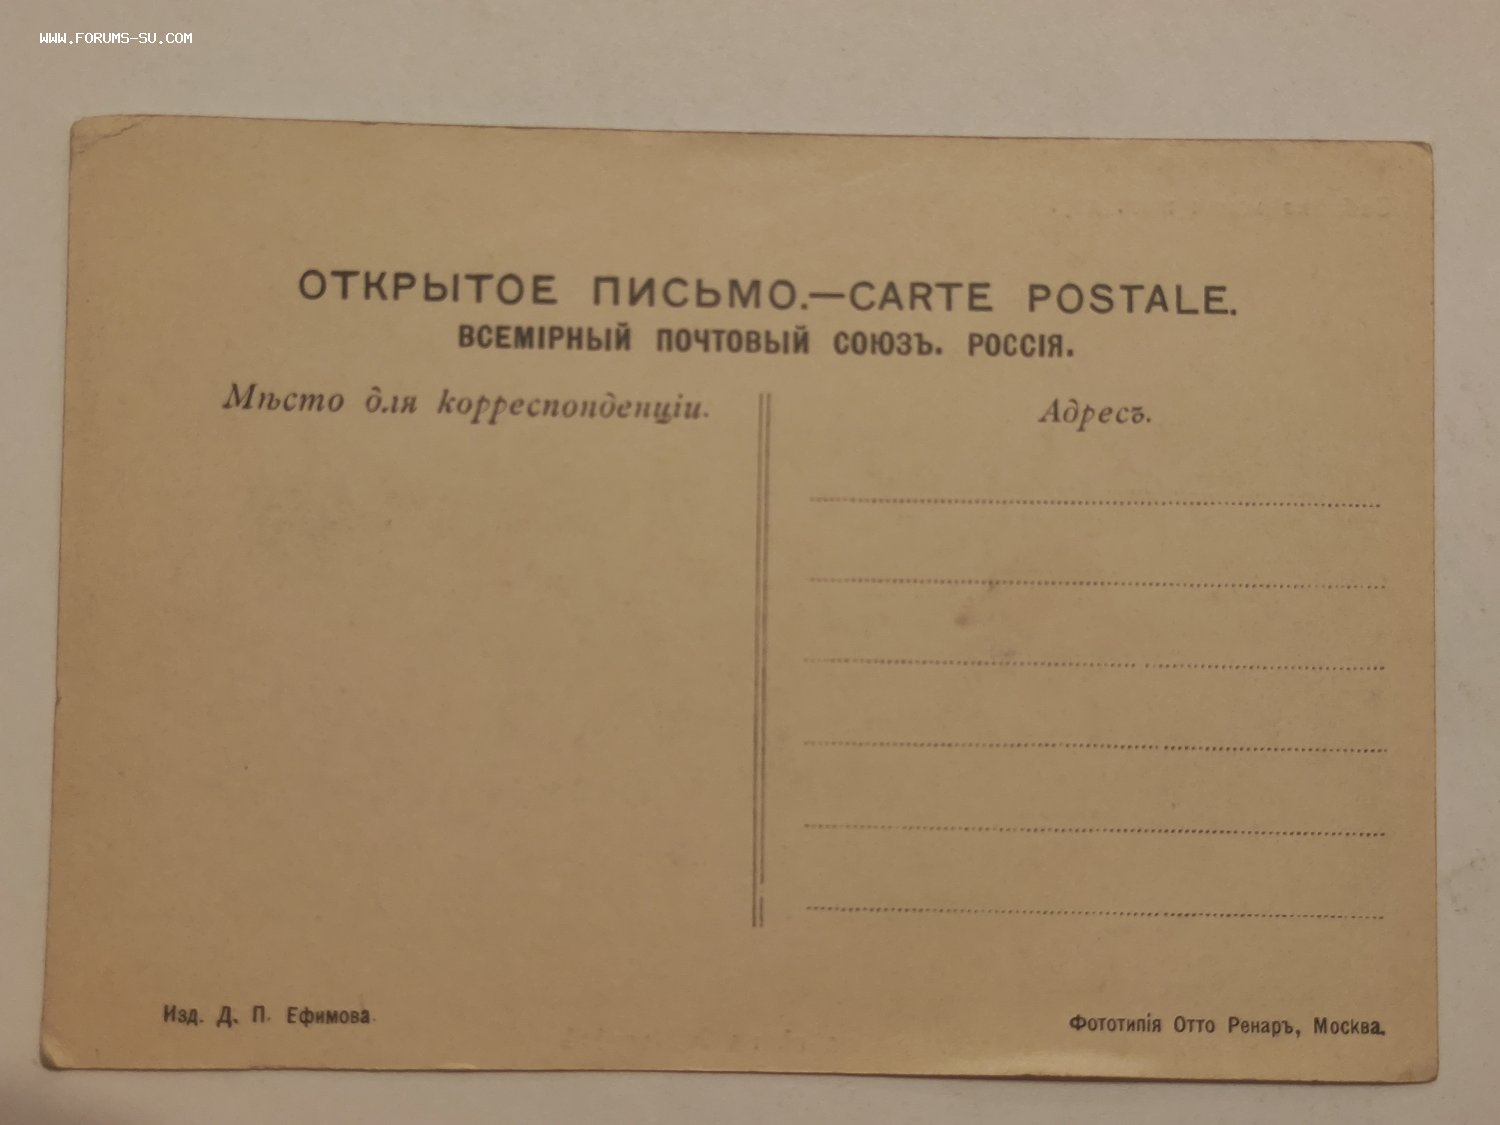 WWW.FORUMS-SU.COM
ОТКРЫТОЕ ПИСЬМО.—CARTE POSTALE.
ВСЕМІРНЫЙ ПОЧТОВЫЙ СОЮЗЪ. РОССІЯ.
Мѣсто для корреспонденціи.
Адресъ.
Изд. Д. П. Ефимова.
Фототипія Отто Ренаръ, Москва.